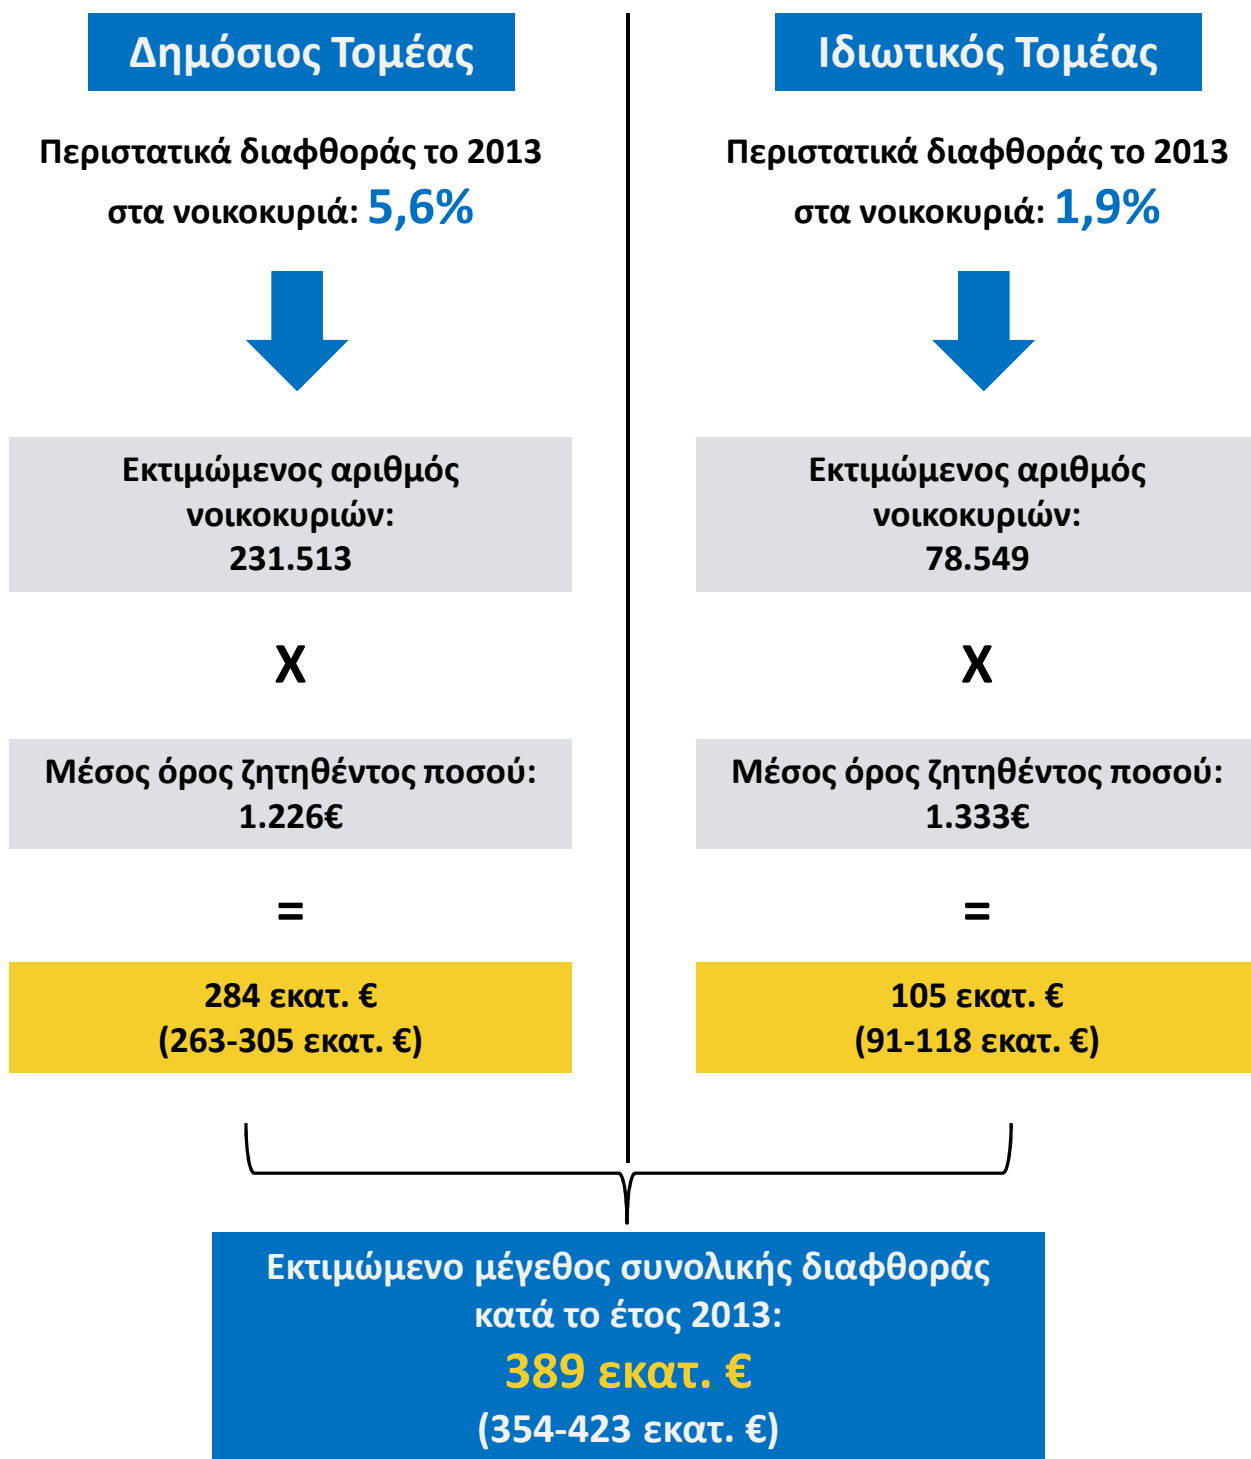 Δημόσιος Τομέας
Περιστατικά διαφθοράς το 2013
στα νοικοκυριά: 5,6%
Εκτιμώμενος αριθμός
νοικοκυριών:
231.513
X
Μέσος όρος ζητηθέντος ποσού:
1.226€
=
284 εκατ. €
(263-305 εκατ. €)
Ιδιωτικός Τομέας
Περιστατικά διαφθοράς το 2013
στα νοικοκυριά: 1,9%
Εκτιμώμενος αριθμός
νοικοκυριών:
78.549
X
Μέσος όρος ζητηθέντος ποσού:
1.333€
=
105 εκατ. €
(91-118 εκατ. €)
Εκτιμώμενο μέγεθος συνολικής διαφθοράς
κατά το έτος 2013:
389 εκατ. €
(354-423 εκατ. €)